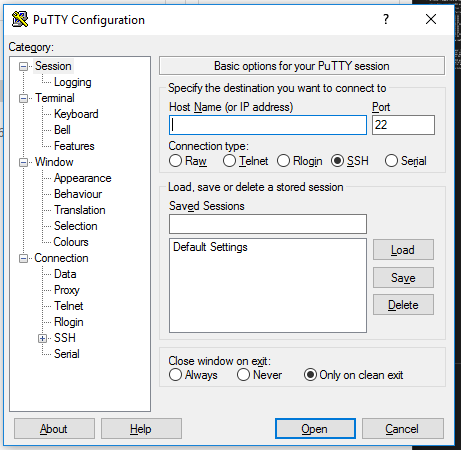 PuTTY Configuration
Category:
Session
Logging
Terminal
Keyboard
Bell
Features
Window
Appearance
Behaviour
Translation
Selection
Colours
Connection
Data
Proxy
Telnet
Rlogin
SSH
Serial
Basic options for your PuTTY session
Specify the destination you want to connect to
Host Name (or IP address) Port
22
Connection type:
Raw Telnet Rlogin SSH Serial
Load, save or delete a stored session
Saved Sessions
Default Settings
Load
Save
Delete
Close window on exit:
Always Never Only on clean exit
About Help Open Cancel